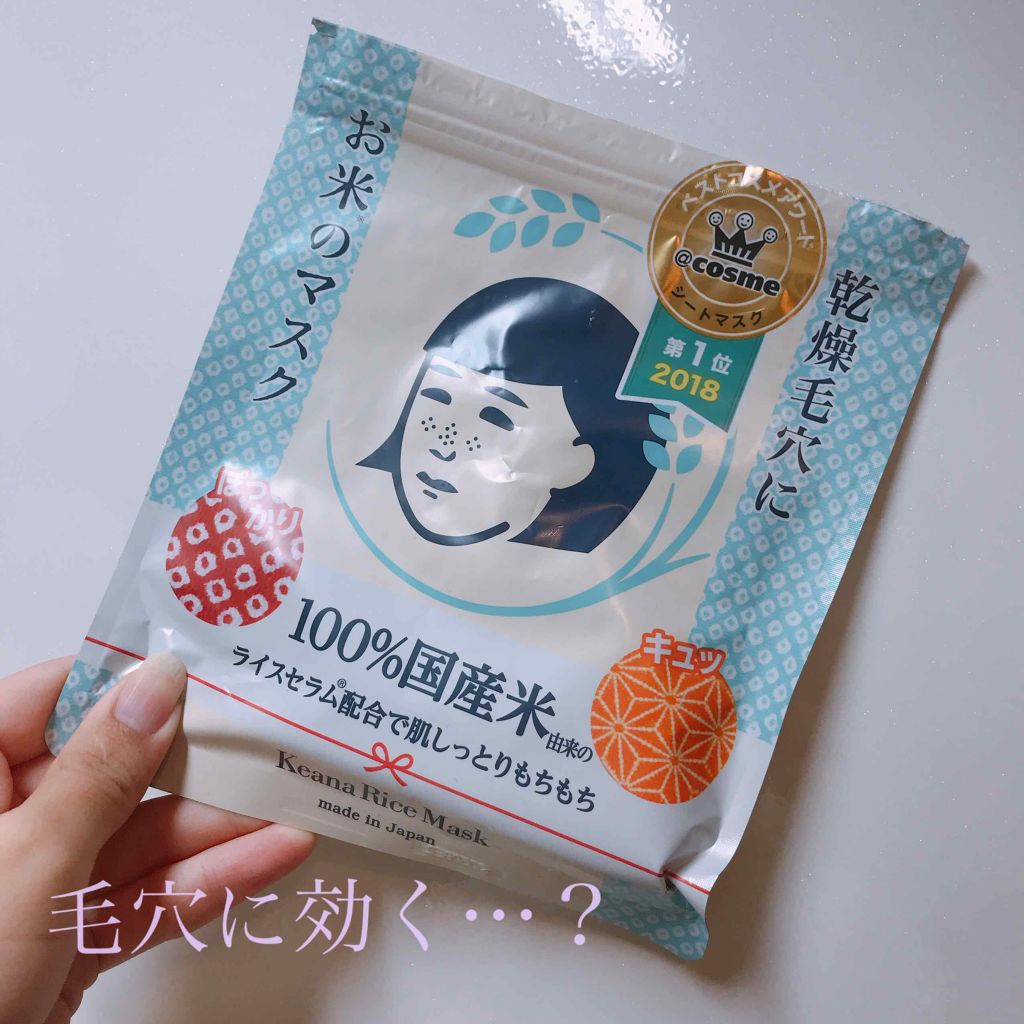 お米※のマスク
ベストコスメアワード
@cosme
シートマスク
第1位
2018
乾燥毛穴に
かり
キュッ
100%国産米由来の
ライスセラム®配合で肌しっとりもちもち
Keana Rice Mask
made in Japan
毛穴に効く…？